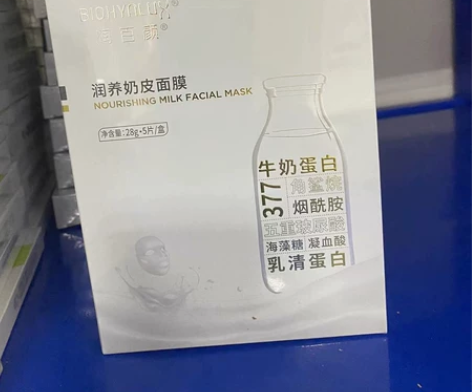 BIOHYALUX®
润养奶皮面膜
NOURISHING MILK FACIAL MASK
净含量:28g*5片/盒
牛奶蛋白
377
角鲨烷
烟酰胺
五重玻尿酸
海藻糖 凝血酸
乳清蛋白